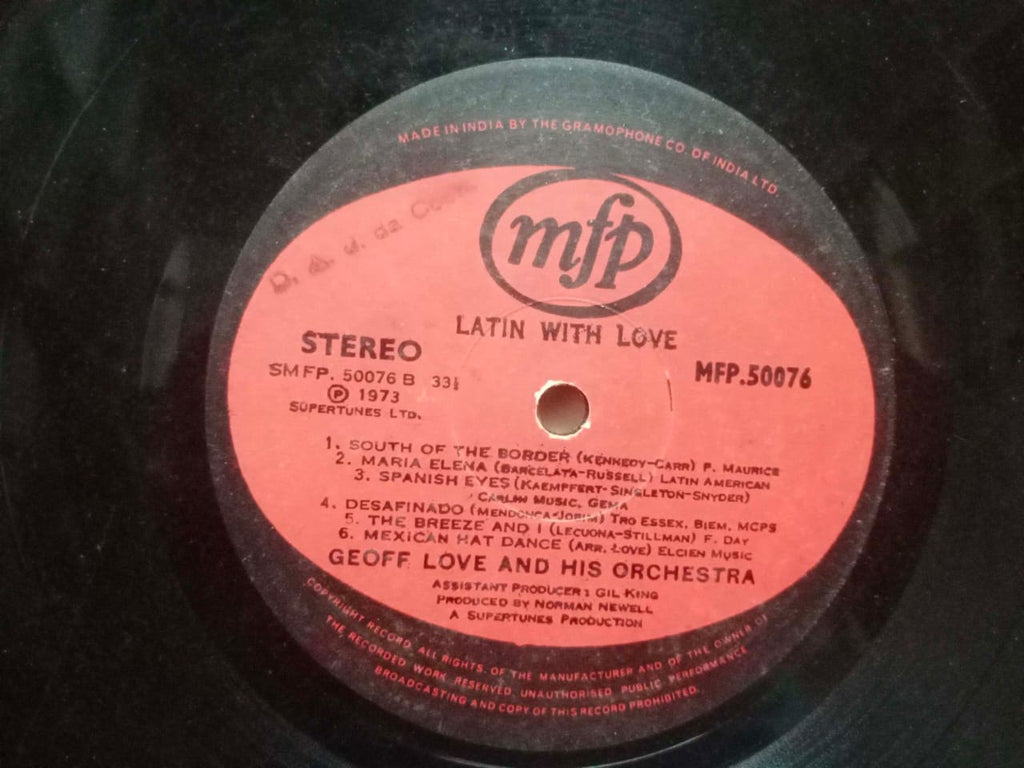 MADE IN INDIA BY THE GRAMOPHONE CO. OF INDIA LTD.
mfp
LATIN WITH LOVE
STEREO
SMFP. 50076 B 33⅓
MFP.50076
Ⓟ 1973
SUPERTUNES LTD.
1. SOUTH OF THE BORDER (KENNEDY-CARR) P. MAURICE
2. MARIA ELENA (BARCELATA-RUSSELL) LATIN AMERICAN
3. SPANISH EYES (KAEMPFERT-SINGLETON-SNYDER)
CARLIN MUSIC, GEMA
4. DESAFINADO (MENDONCA-JOBIM) TRO ESSEX, BIEM, MCPS
5. THE BREEZE AND I (LECUONA-STILLMAN) F. DAY
6. MEXICAN HAT DANCE (ARR. LOVE) ELCIEN MUSIC
GEOFF LOVE AND HIS ORCHESTRA
ASSISTANT PRODUCER: GIL KING
PRODUCED BY NORMAN NEWELL
A SUPERTUNES PRODUCTION
COPYRIGHT RECORD. ALL RIGHTS OF THE MANUFACTURER AND OF THE OWNER OF
THE RECORDED WORK RESERVED. UNAUTHORISED PUBLIC PERFORMANCE
BROADCASTING AND COPY OF THIS RECORD PROHIBITED.